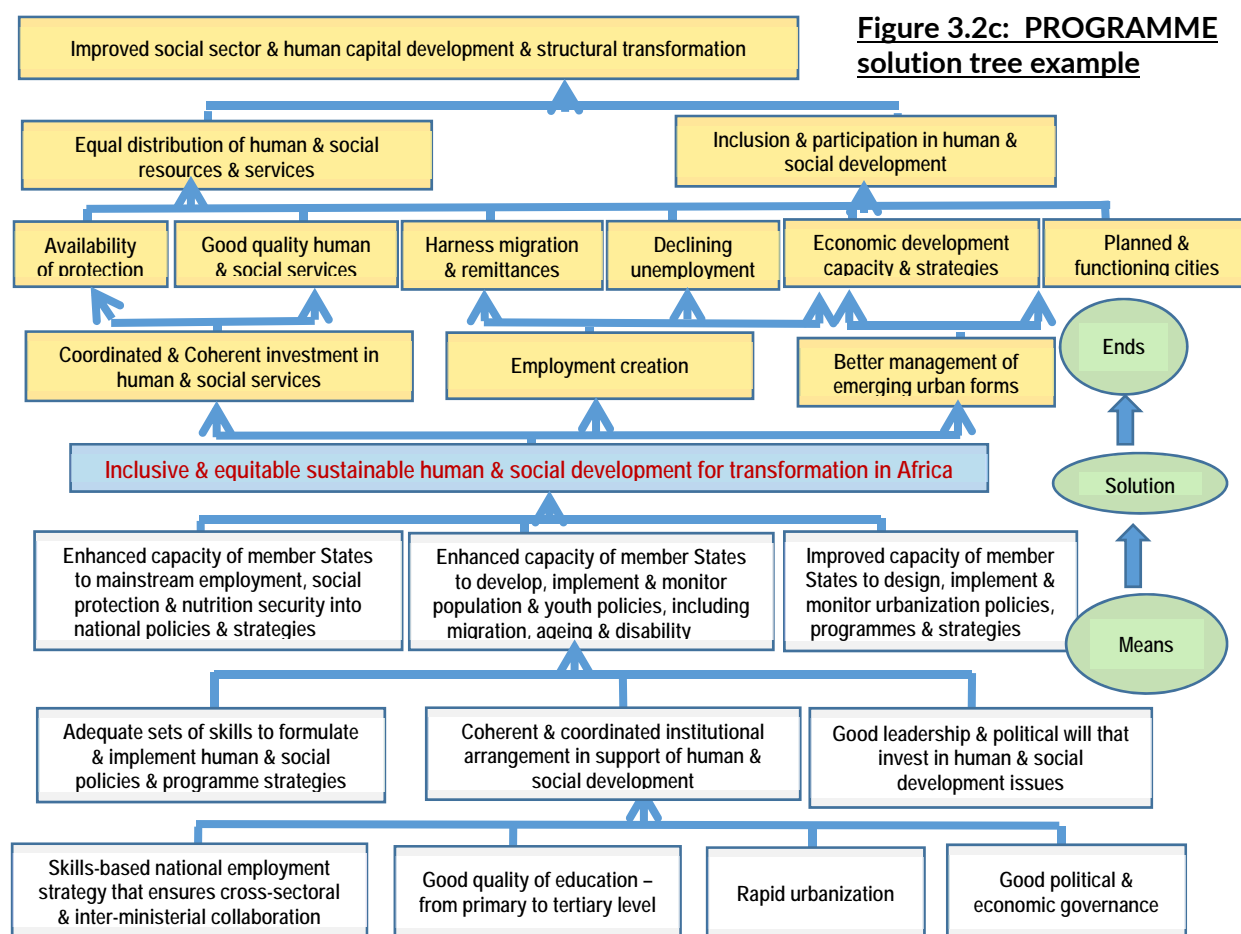 Figure 3.2c: PROGRAMME
solution tree example
Improved social sector & human capital development & structural transformation
Equal distribution of human & social
resources & services
Inclusion & participation in human &
social development
Availability
of protection
Good quality human
& social services
Harness migration
& remittances
Declining
unemployment
Economic development
capacity & strategies
Planned &
functioning cities
Coordinated & Coherent investment in
human & social services
Employment creation
Better management of
emerging urban forms
Ends
Inclusive & equitable sustainable human & social development for transformation in Africa
Solution
Enhanced capacity of member States
to mainstream employment, social
protection & nutrition security into
national policies & strategies
Enhanced capacity of member States
to develop, implement & monitor
population & youth policies, including
migration, ageing & disability
Improved capacity of member
States to design, implement &
monitor urbanization policies,
programmes & strategies
Means
Adequate sets of skills to formulate
& implement human & social
policies & programme strategies
Coherent & coordinated institutional
arrangement in support of human &
social development
Good leadership & political will that
invest in human & social
development issues
Skills-based national employment
strategy that ensures cross-sectoral
& inter-ministerial collaboration
Good quality of education –
from primary to tertiary level
Rapid urbanization
Good political &
economic governance